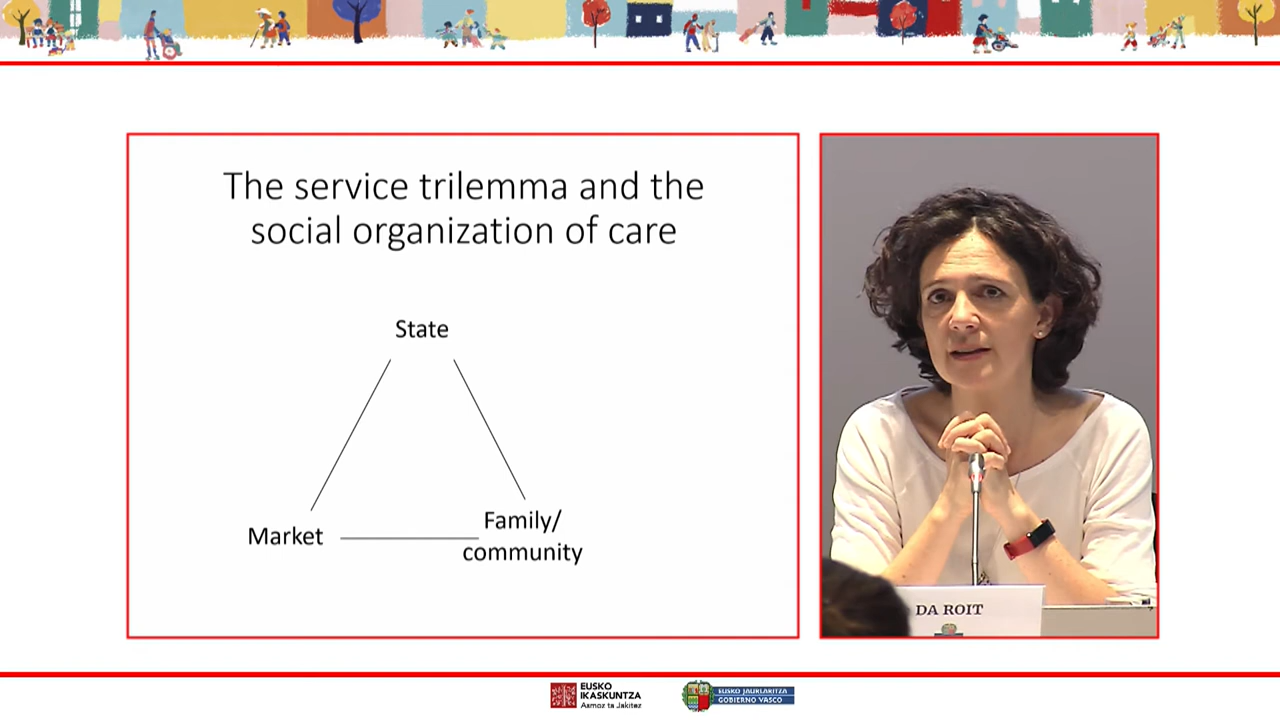 The service trilemma and the
social organization of care
State
Market
Family/
community
DA ROIT
EUSKO
IKASKUNTZA
Asmoz ta Jakitez
EUSKO JAURLARITZA
GOBIERNO VASCO